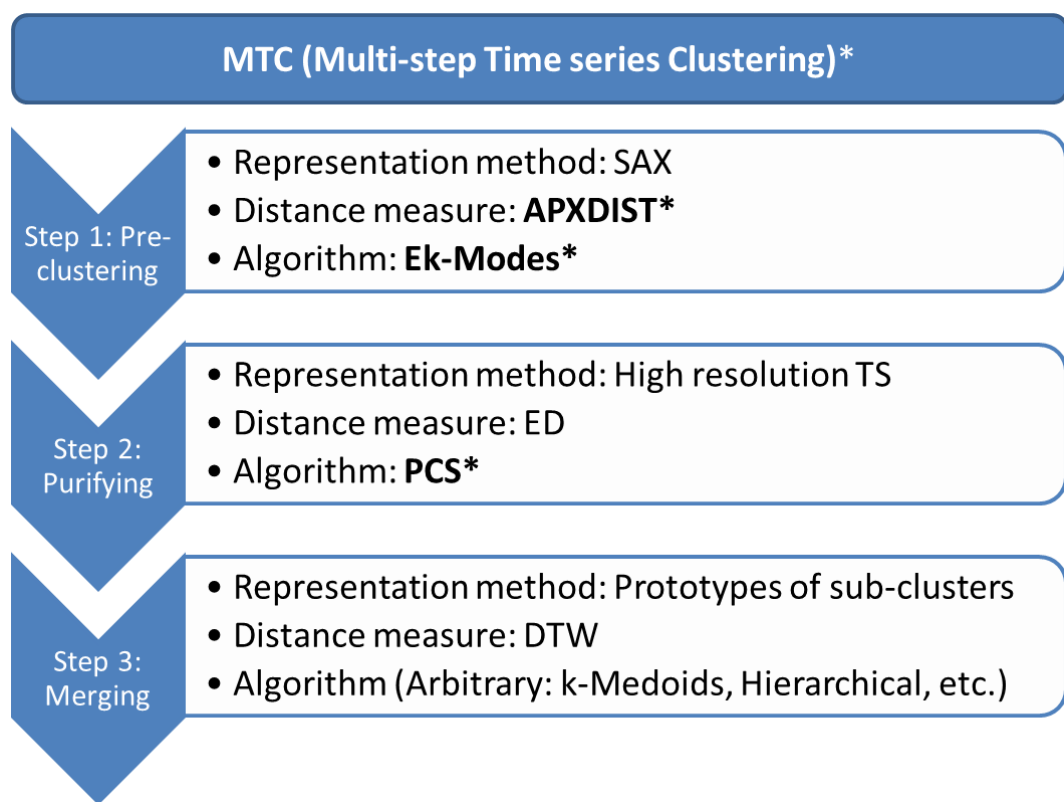 MTC (Multi-step Time series Clustering)*
Step 1: Pre-
clustering
• Representation method: SAX
• Distance measure: APXDIST*
• Algorithm: Ek-Modes*
Step 2:
Purifying
• Representation method: High resolution TS
• Distance measure: ED
• Algorithm: PCS*
Step 3:
Merging
• Representation method: Prototypes of sub-clusters
• Distance measure: DTW
• Algorithm (Arbitrary: k-Medoids, Hierarchical, etc.)